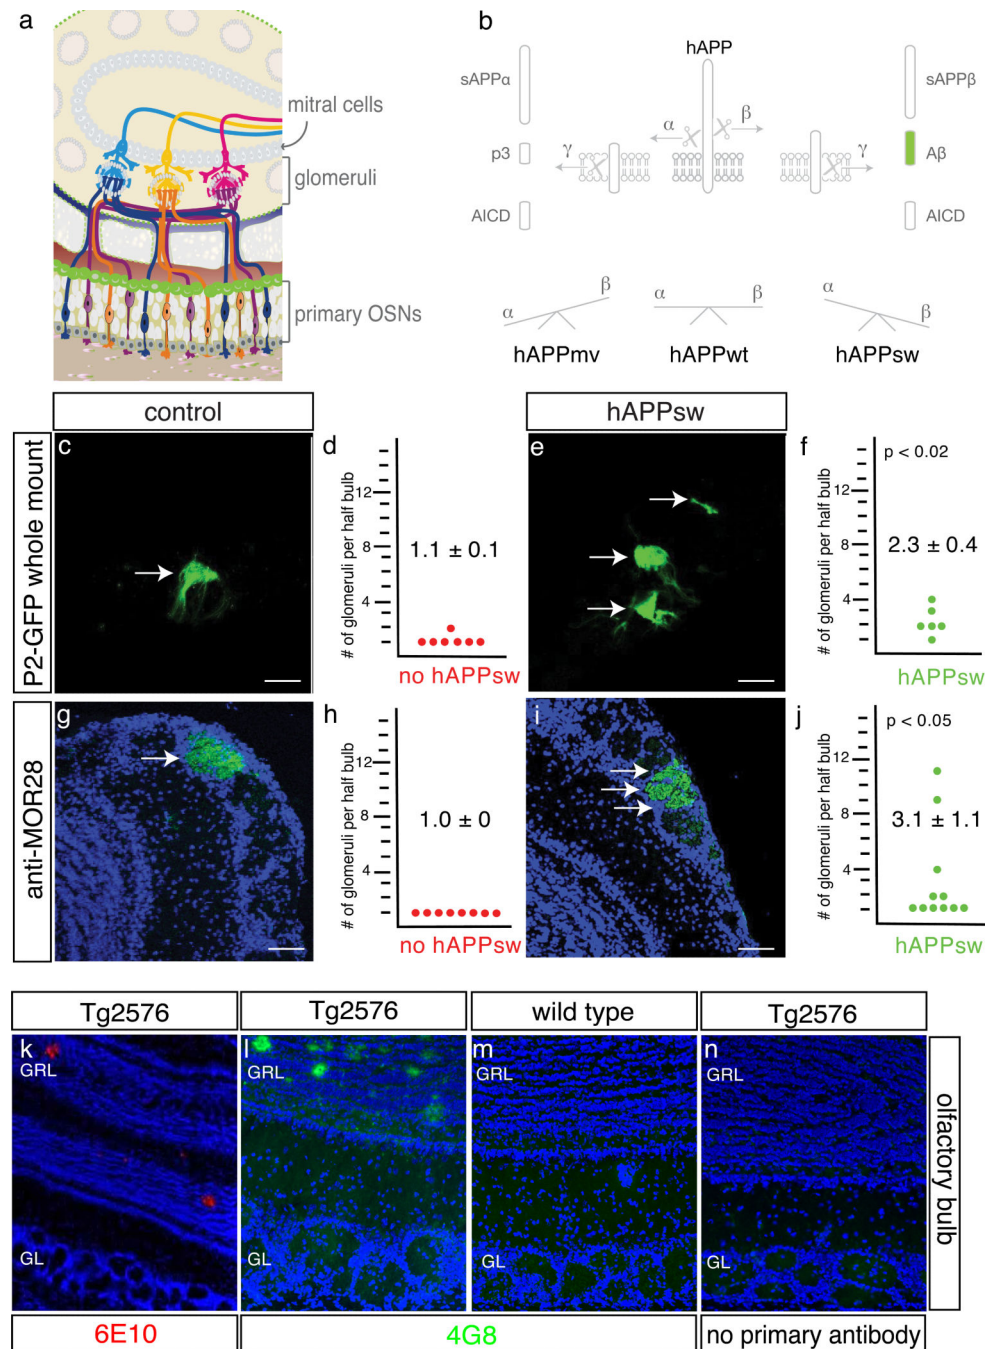 a
mitral cells
glomeruli
primary OSNs
b
hAPP
sAPPα
sAPPβ
α
β
p3
γ
γ
Aβ
AICD
AICD
α
β
α
β
α
β
hAPPmv
hAPPwt
hAPPsw
control
hAPPsw
P2-GFP whole mount
c
d
# of glomeruli per half bulb
12
8
4
1.1 ± 0.1
no hAPPsw
e
f
# of glomeruli per half bulb
p < 0.02
12
8
4
2.3 ± 0.4
hAPPsw
anti-MOR28
g
h
# of glomeruli per half bulb
12
8
4
1.0 ± 0
no hAPPsw
i
j
# of glomeruli per half bulb
p < 0.05
12
8
4
3.1 ± 1.1
hAPPsw
Tg2576
Tg2576
wild type
Tg2576
k
GRL
GL
l
GRL
GL
m
GRL
GL
n
GRL
GL
olfactory bulb
6E10
4G8
no primary antibody